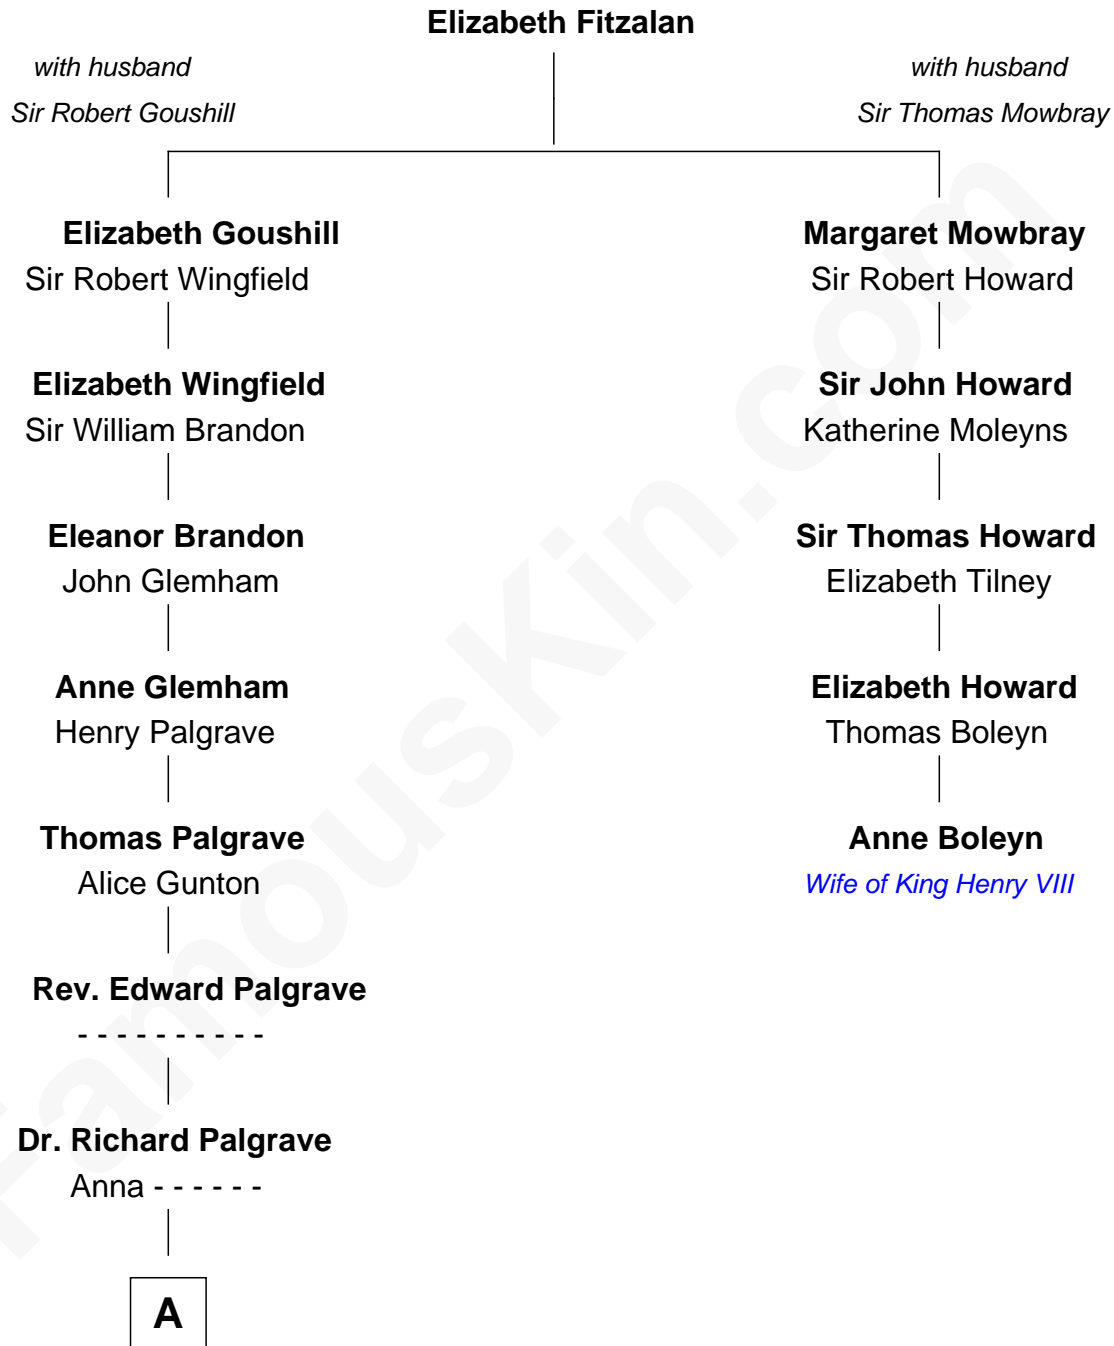 Elizabeth Fitzalan
with husband
Sir Robert Goushill
with husband
Sir Thomas Mowbray
Elizabeth Goushill
Sir Robert Wingfield
Margaret Mowbray
Sir Robert Howard
Elizabeth Wingfield
Sir William Brandon
Sir John Howard
Katherine Moleyns
Eleanor Brandon
John Glemham
Sir Thomas Howard
Elizabeth Tilney
Anne Glemham
Henry Palgrave
Elizabeth Howard
Thomas Boleyn
Thomas Palgrave
Alice Gunton
Anne Boleyn
Wife of King Henry VIII
Rev. Edward Palgrave
- - - - - - - - - -
Dr. Richard Palgrave
Anna - - - - - -
A
FamousKin.com